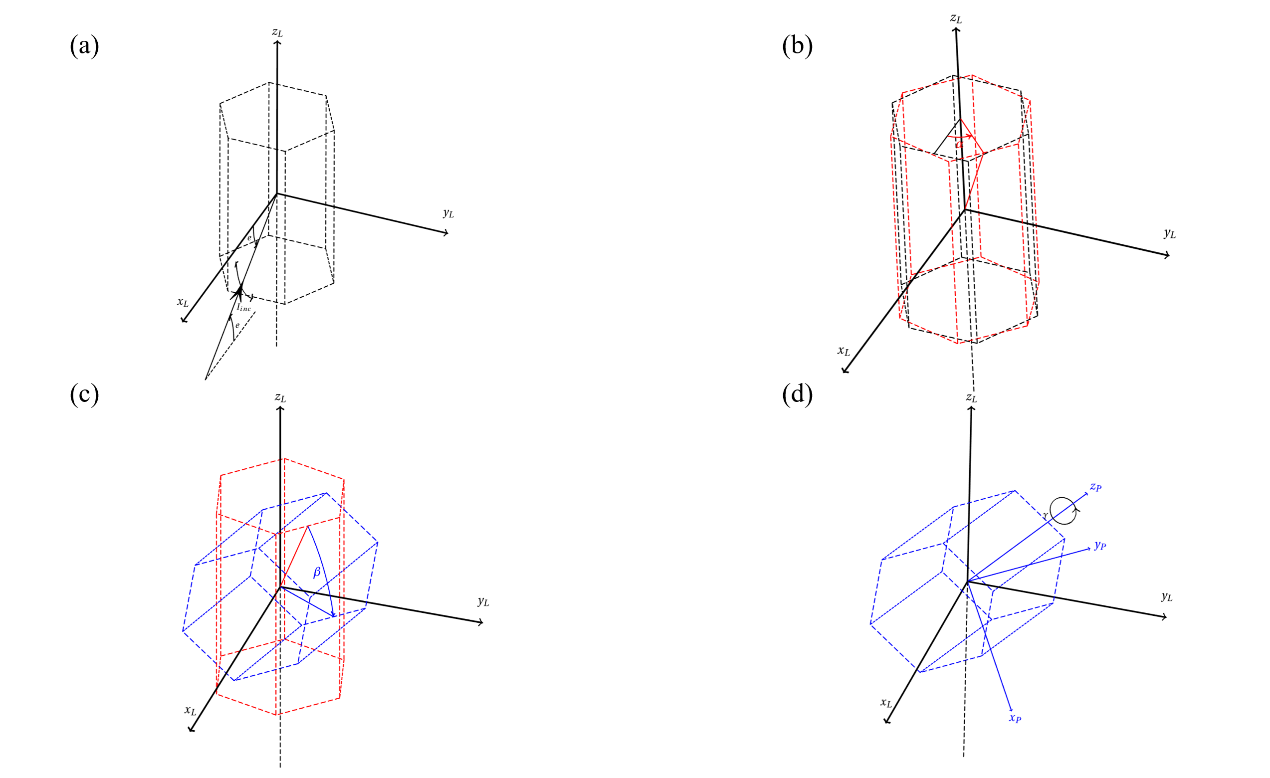 (a)
z_L
y_L
x_L
e
I_inc
e
(b)
z_L
α
y_L
x_L
(c)
z_L
β
y_L
x_L
(d)
z_L
z_P
γ
y_P
y_L
x_L
x_P